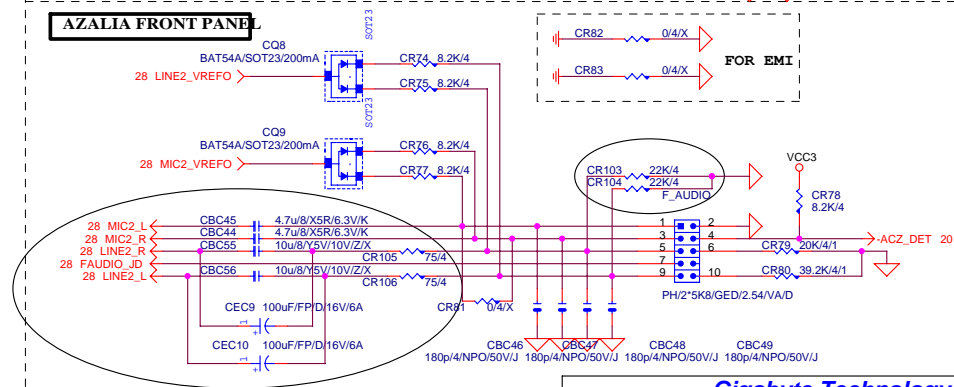 AZALIA FRONT PANEL
CQ8
BAT54A/SOT23/200mA
28 LINE2_VREFO
SOT23
SOT23
CR74 8.2K/4
CR75 8.2K/4
CR82 0/4/X
CR83 0/4/X
FOR EMI
CQ9
BAT54A/SOT23/200mA
28 MIC2_VREFO
CR76 8.2K/4
CR77 8.2K/4
CR103 22K/4
CR104 22K/4
F_AUDIO
VCC3
CR78
8.2K/4
28 MIC2_L CBC45 4.7u/8/X5R/6.3V/K
28 MIC2_R CBC44 4.7u/8/X5R/6.3V/K
28 LINE2_R CBC55 10u/8/Y5V/10V/Z/X
28 FAUDIO_JD CR105 75/4
28 LINE2_L CBC56 10u/8/Y5V/10V/Z/X
CR106 75/4
1 2
3 4
5 6
7
9 10
-ACZ_DET 20
CR79 20K/4/1
CR80 39.2K/4/1
PH/2*5K8/GED/2.54/VA/D
CR81 0/4/X
CEC9 100uF/FP/D/16V/6A
1
+
CEC10 100uF/FP/D/16V/6A
1
+
CBC46 CBC47 CBC48 CBC49
180p/4/NPO/50V/J 180p/4/NPO/50V/J 180p/4/NPO/50V/J 180p/4/NPO/50V/J
Gigabyte Technology